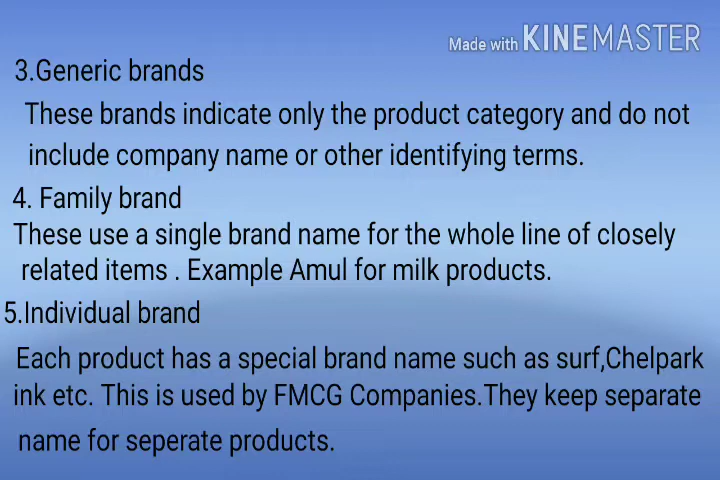 Made with KINEMASTER
3.Generic brands
These brands indicate only the product category and do not
include company name or other identifying terms.
4. Family brand
These use a single brand name for the whole line of closely
related items . Example Amul for milk products.
5.Individual brand
Each product has a special brand name such as surf,Chelpark
ink etc. This is used by FMCG Companies.They keep separate
name for seperate products.